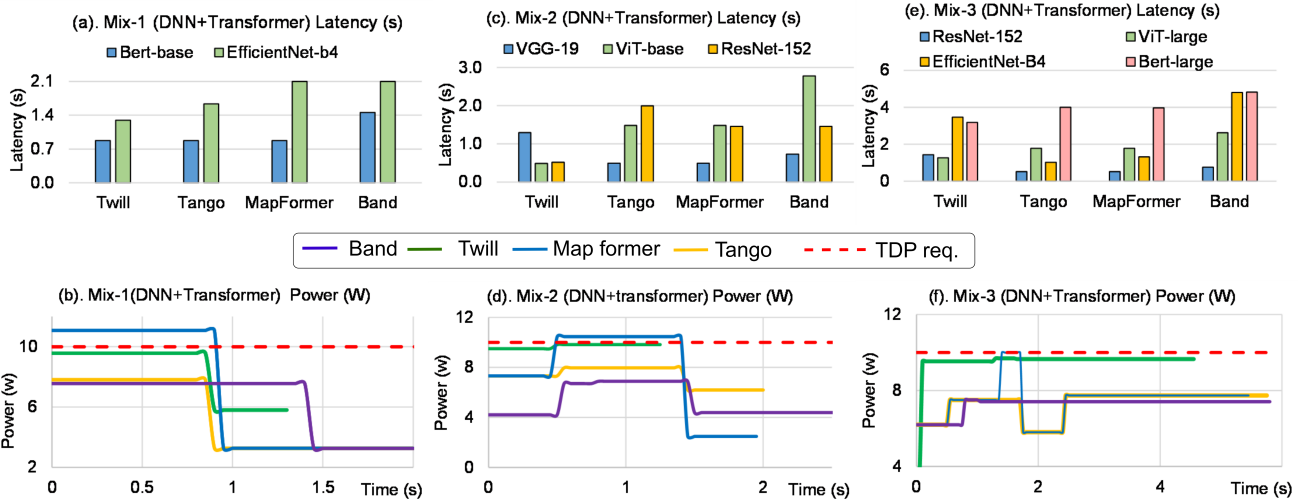 (a). Mix-1 (DNN+Transformer) Latency (s)
Bert-base EfficientNet-b4
Latency (s)
2.1
1.4
0.7
0.0
Twill Tango MapFormer Band
(c). Mix-2 (DNN+Transformer) Latency (s)
VGG-19 ViT-base ResNet-152
Latency (s)
3.0
2.0
1.0
0.0
Twill Tango MapFormer Band
(e). Mix-3 (DNN+Transformer) Latency (s)
ResNet-152 ViT-large
EfficientNet-B4 Bert-large
Latency (s)
6
4
2
0
Twill Tango MapFormer Band
Band Twill Map former Tango TDP req.
(b). Mix-1(DNN+Transformer) Power (W)
Power (w)
10
6
2
0 0.5 1 1.5 Time (s)
(d). Mix-2 (DNN+transformer) Power (W)
Power (w)
12
8
4
0
0 1 2 Time (s)
(f). Mix-3 (DNN+Transformer) Power (W)
Power (w)
12
10
8
6
4
0 2 4 Time (s)